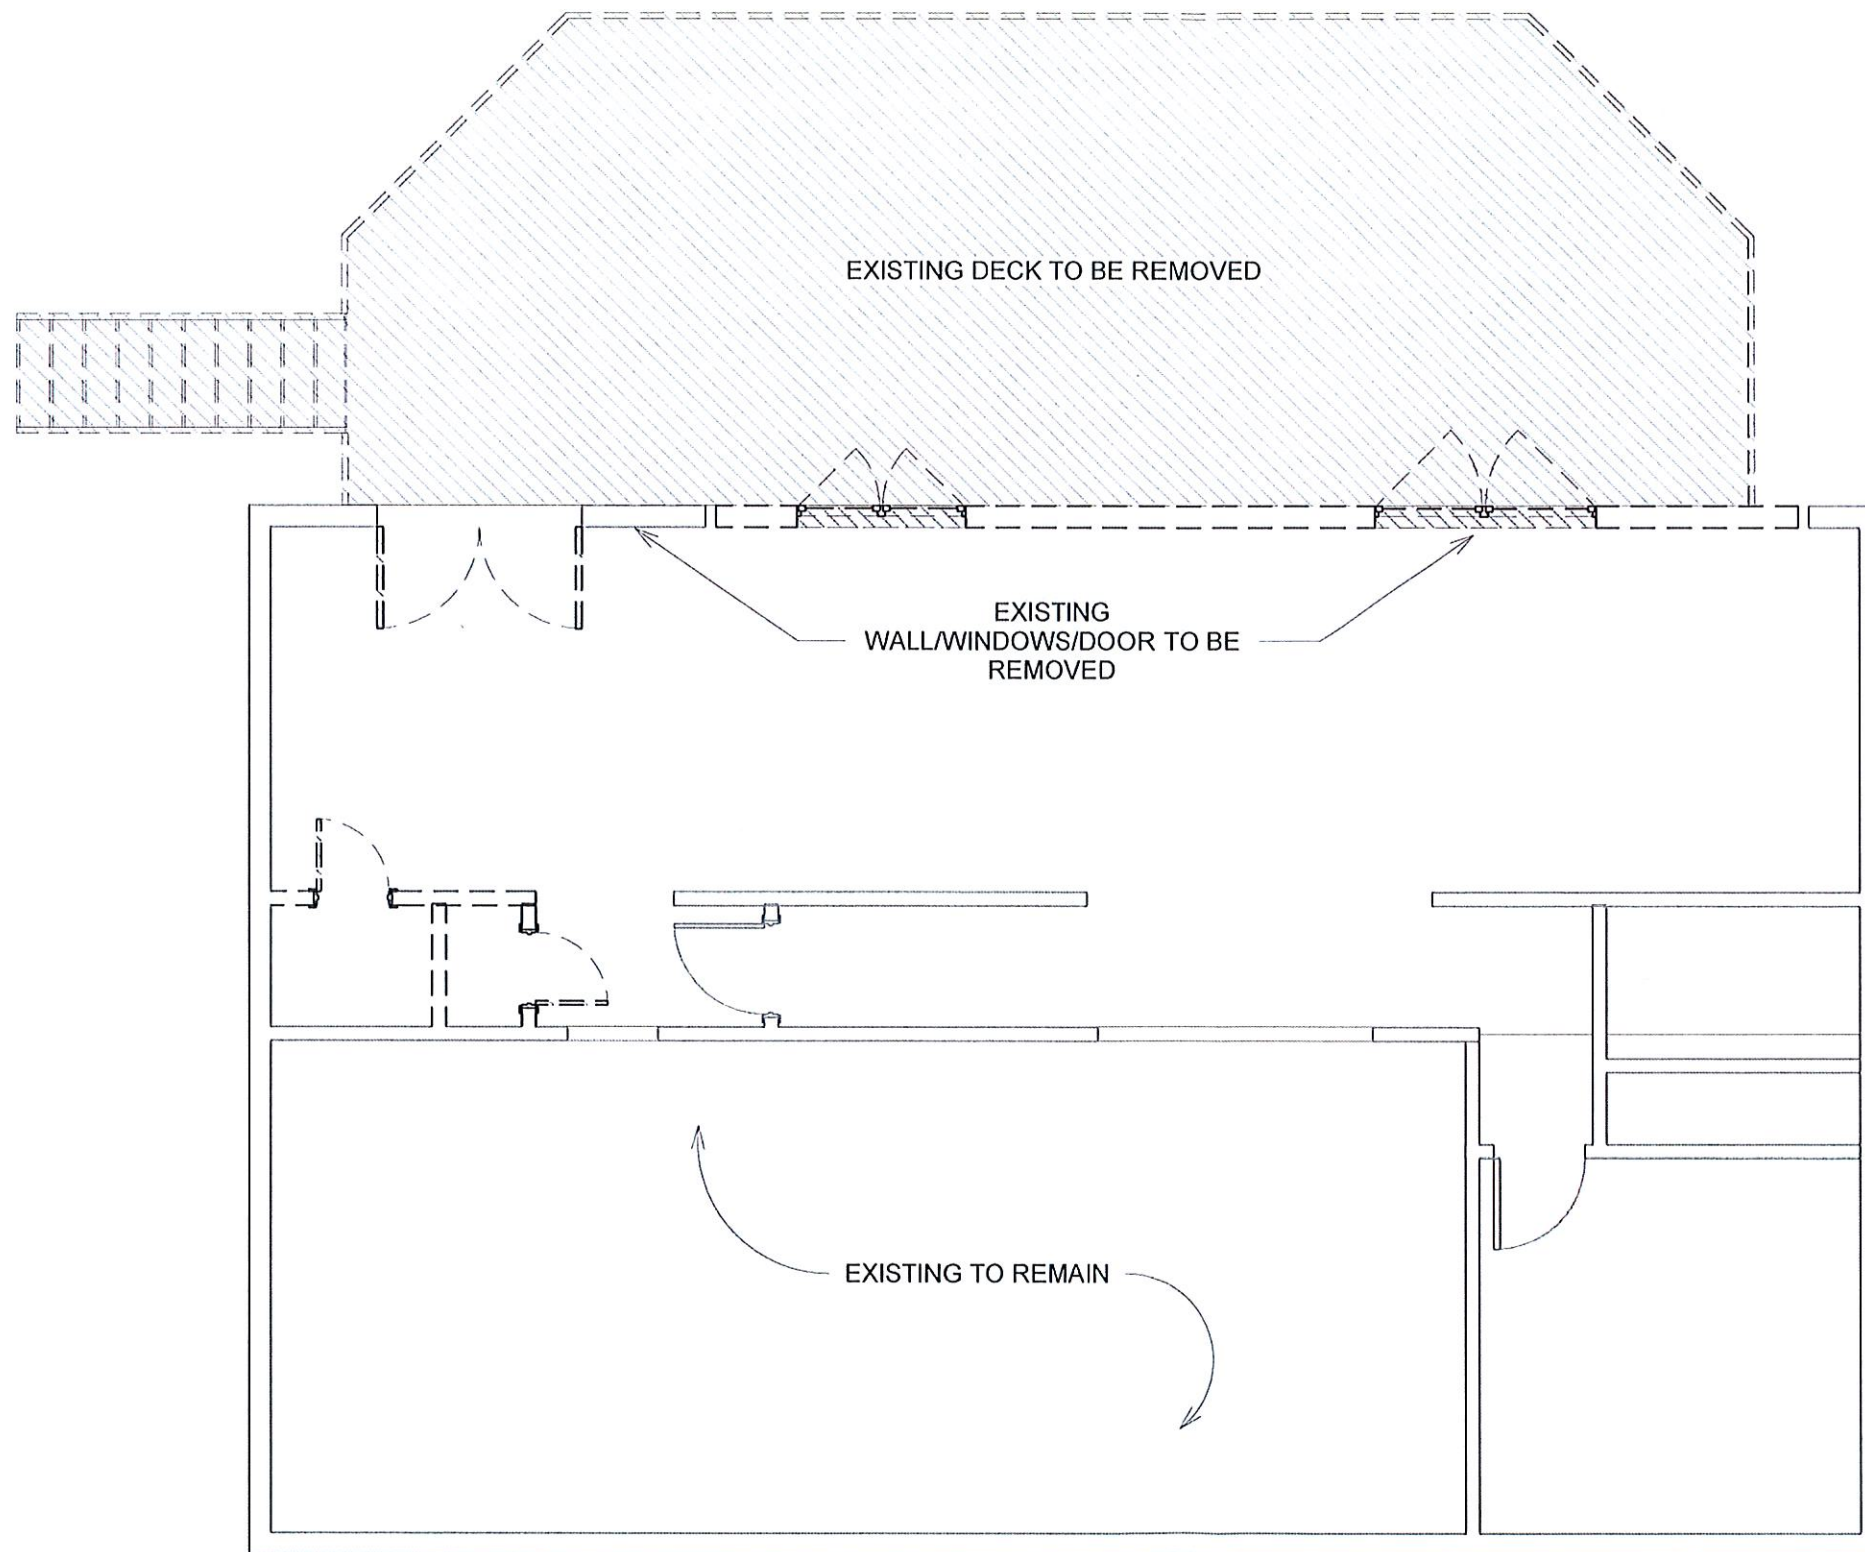 EXISTING DECK TO BE REMOVED
EXISTING
WALL/WINDOWS/DOOR TO BE
REMOVED
EXISTING TO REMAIN